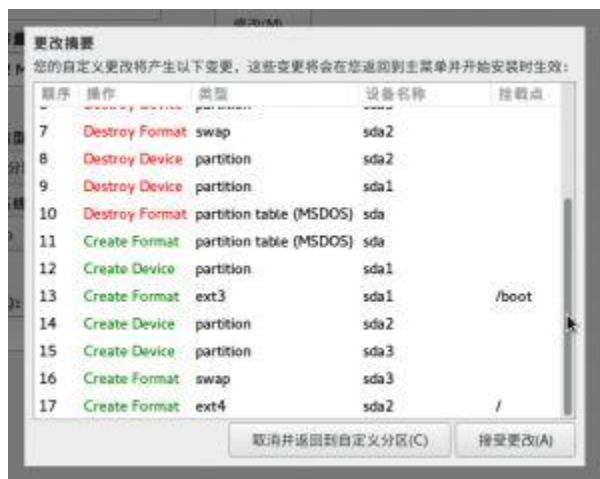 修改(M)
更改摘要
您的自定义更改将产生以下变更，这些变更将会在您返回到主菜单并开始安装时生效：
顺序 操作 类型 设备名称 挂载点
7 Destroy Format swap sda2
8 Destroy Device partition sda2
9 Destroy Device partition sda1
10 Destroy Format partition table (MSDOS) sda
11 Create Format partition table (MSDOS) sda
12 Create Device partition sda1
13 Create Format ext3 sda1 /boot
14 Create Device partition sda2
15 Create Device partition sda3
16 Create Format swap sda3
17 Create Format ext4 sda2 /
取消并返回到自定义分区(C) 接受更改(A)